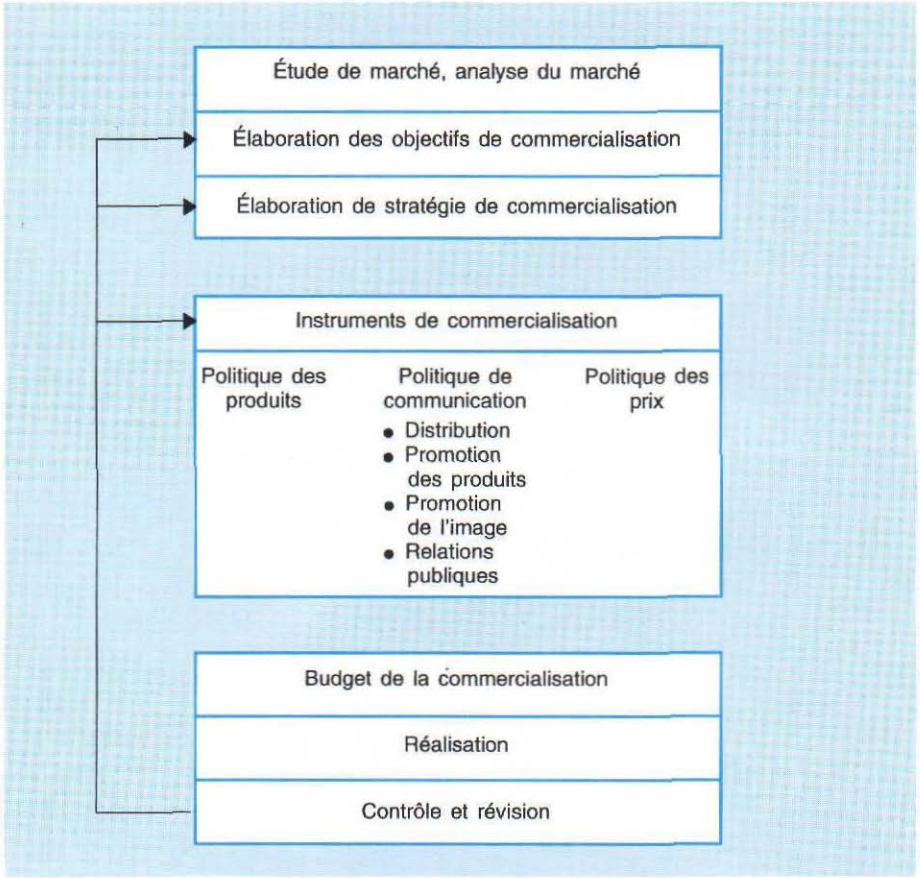 Étude de marché, analyse du marché
Élaboration des objectifs de commercialisation
Élaboration de stratégie de commercialisation
Instruments de commercialisation
Politique des
produits
Politique de
communication
• Distribution
• Promotion
des produits
• Promotion
de l'image
• Relations
publiques
Politique des
prix
Budget de la commercialisation
Réalisation
Contrôle et révision